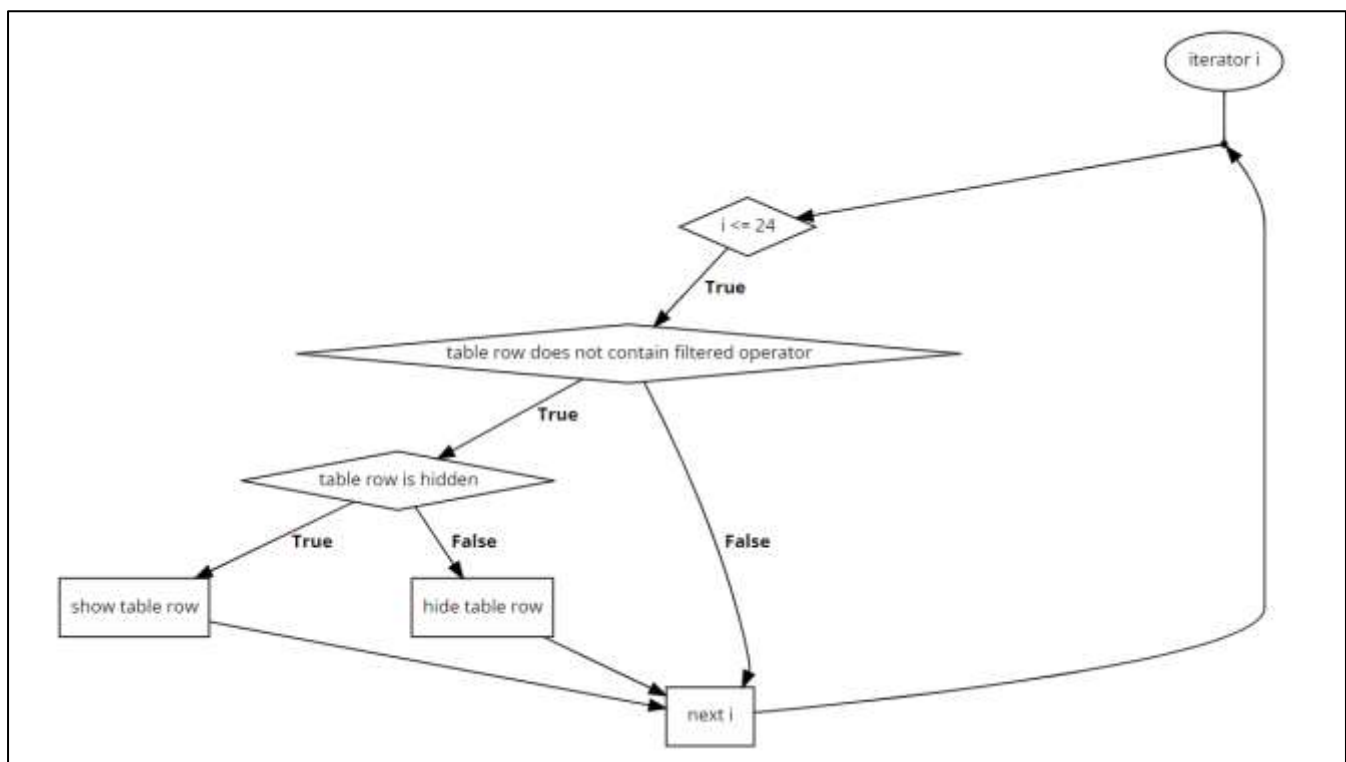 iterator i
i <= 24
True
table row does not contain filtered operator
True
table row is hidden
True
False
False
show table row
hide table row
next i